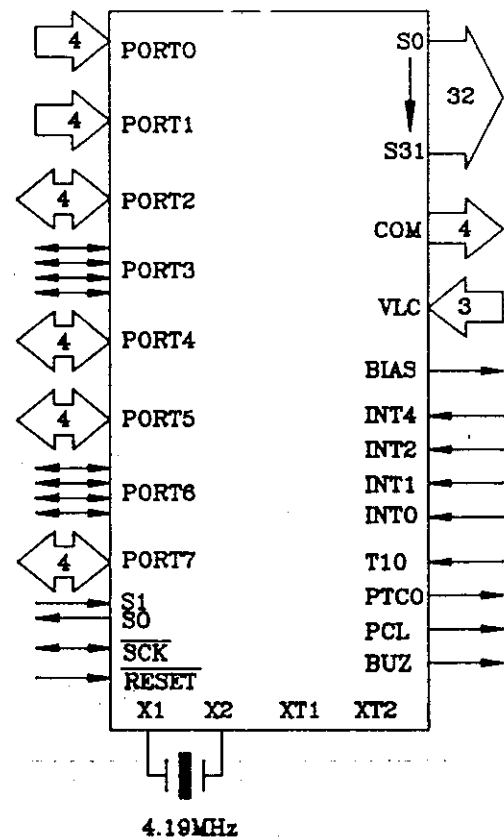 4 PORT0
4 PORT1
4 PORT2
PORT3
4 PORT4
4 PORT5
PORT6
4 PORT7
S1
S0
SCK
RESET
S0
32
S31
COM 4
VLC 3
BIAS
INT4
INT2
INT1
INT0
T10
PTC0
PCL
BUZ
X1 X2 XT1 XT2
4.19MHz